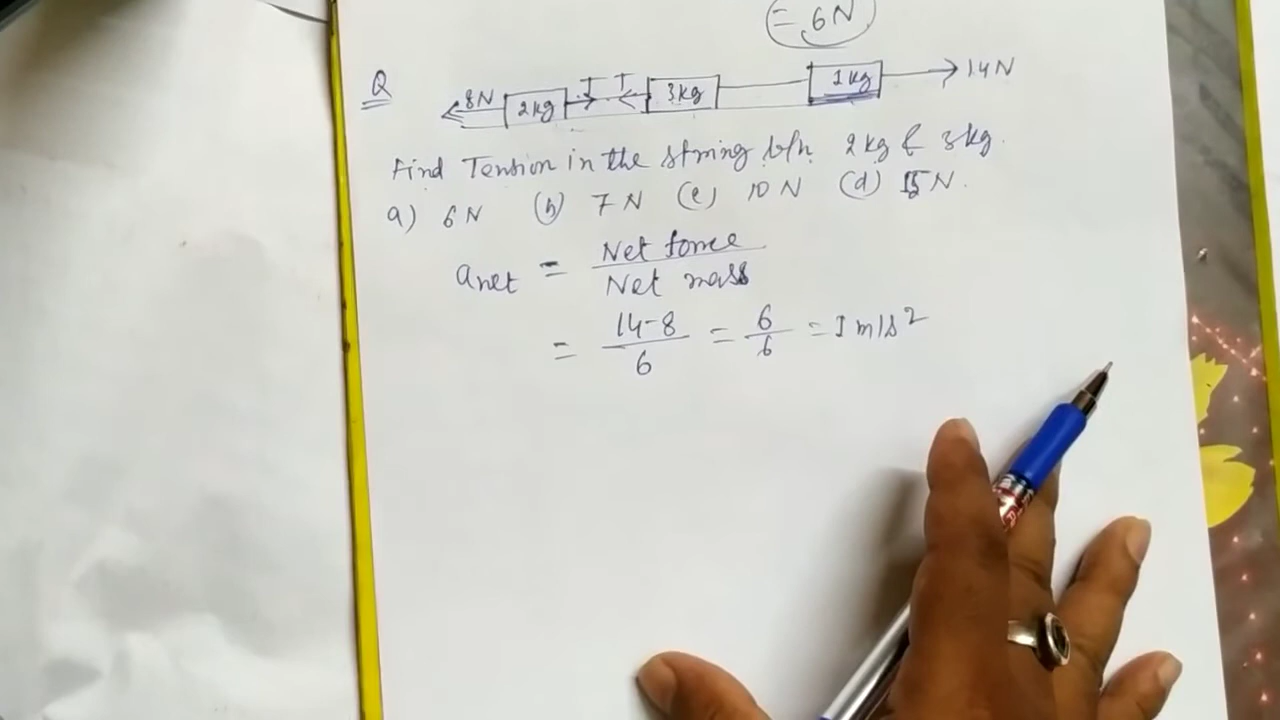 = 6N
Q 8N 2kg T T 3kg 1kg 14N
Find Tension in the string b/n 2kg & 3kg.
a) 6N (b) 7N (c) 10N (d) 15N.
anet = Net force / Net mass
= 14-8 / 6 = 6 / 6 = 1 m/s²